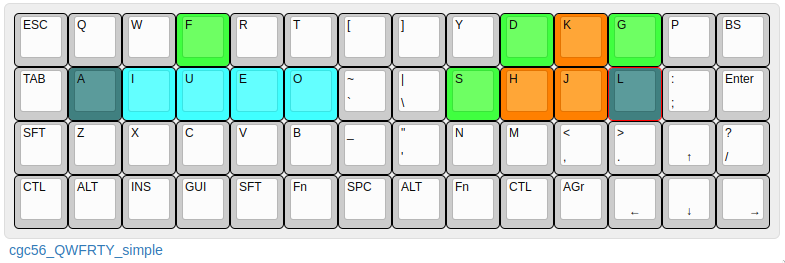 ESC Q W F R T [ ] Y D K G P BS
TAB A I U E O ~ | S H J L : Enter
` \ ;
SFT Z X C V B _ " N M < > ?
' , . ↑ /
CTL ALT INS GUI SFT Fn SPC ALT Fn CTL AGr
← ↓ →
cgc56_QWFRTY_simple